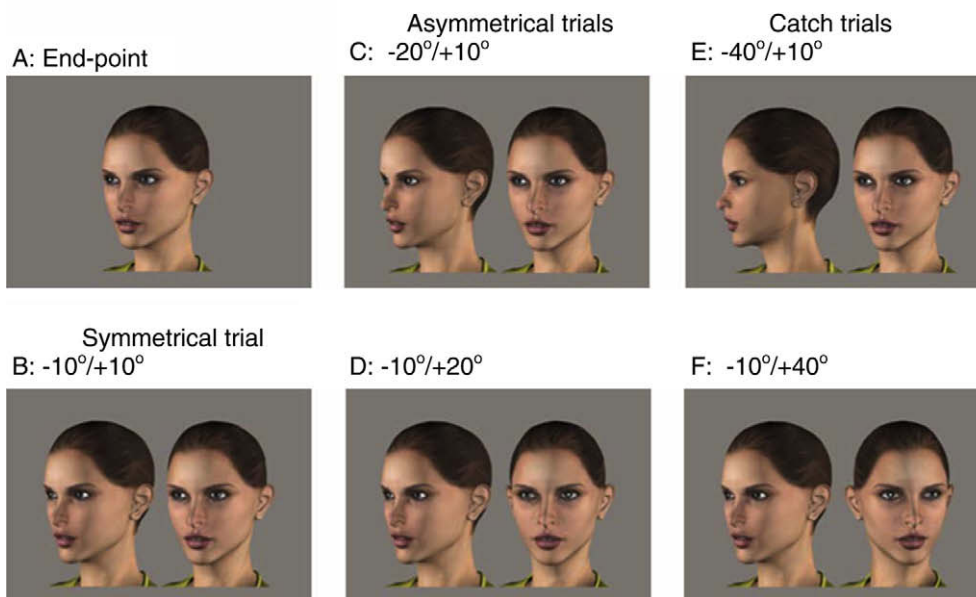 A: End-point
Asymmetrical trials
C: -20°/+10°
Catch trials
E: -40°/+10°
Symmetrical trial
B: -10°/+10°
D: -10°/+20°
F: -10°/+40°